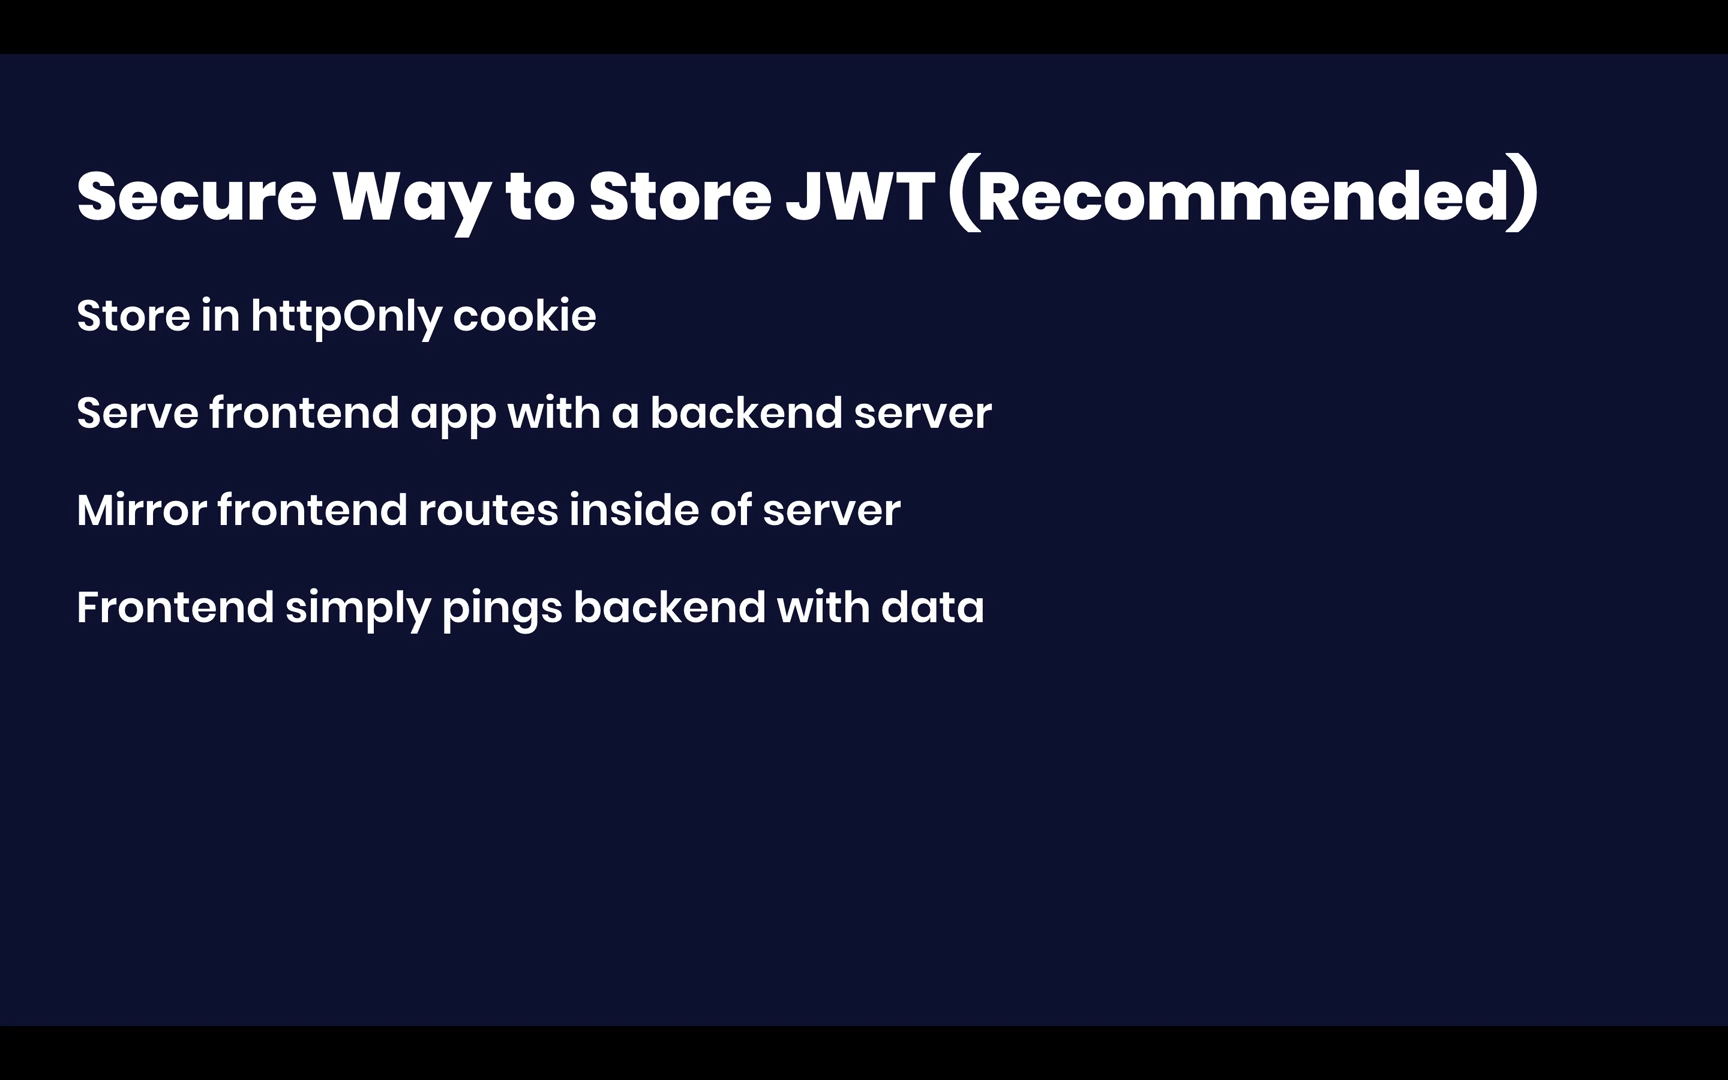 Secure Way to Store JWT (Recommended)
Store in httpOnly cookie
Serve frontend app with a backend server
Mirror frontend routes inside of server
Frontend simply pings backend with data